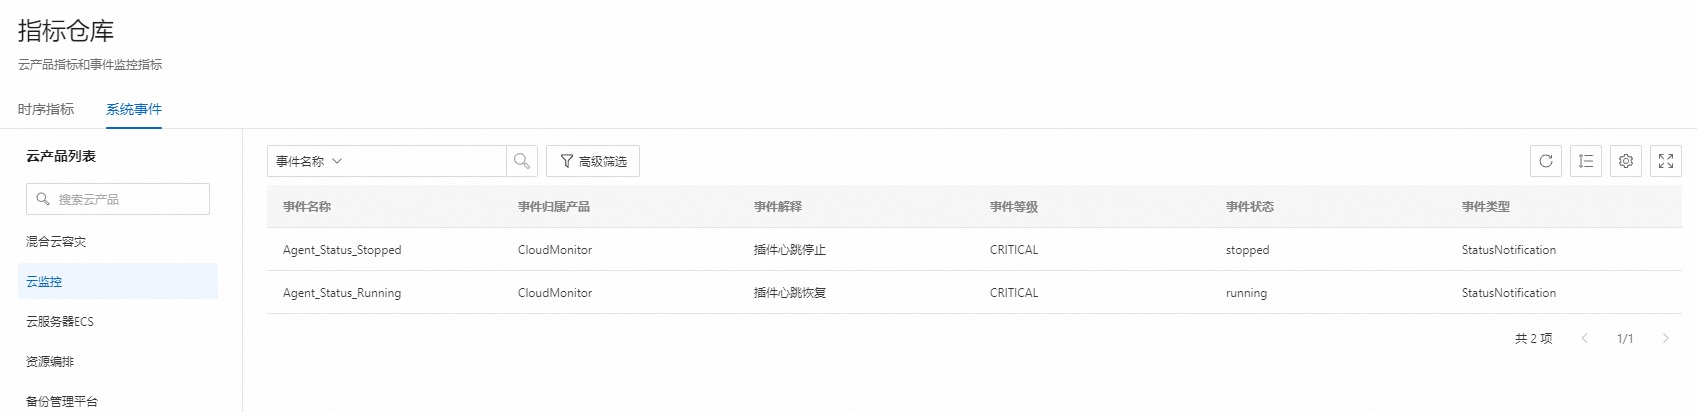 指标仓库
云产品指标和事件监控指标
时序指标 系统事件
云产品列表
搜索云产品
混合云容灾
云监控
云服务器ECS
资源编排
备份管理平台
事件名称 高级筛选
事件名称 事件归属产品 事件解释 事件等级 事件状态 事件类型
Agent_Status_Stopped CloudMonitor 插件心跳停止 CRITICAL stopped StatusNotification
Agent_Status_Running CloudMonitor 插件心跳恢复 CRITICAL running StatusNotification
共 2 项 1/1